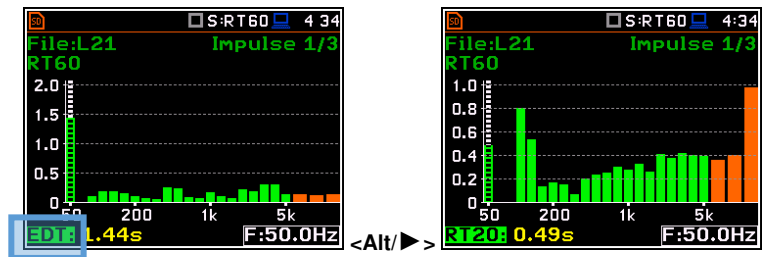 SD S:RT60 4 34
File:L21 Impulse 1/3
RT60
2.0
1.5
1.0
0.5
0
50 200 1k 5k
EDT: 1.44s F:50.0Hz
<Alt/▶>
SD S:RT60 4:34
File:L21 Impulse 1/3
RT60
1.0
0.8
0.6
0.4
0.2
0
50 200 1k 5k
RT20: 0.49s F:50.0Hz